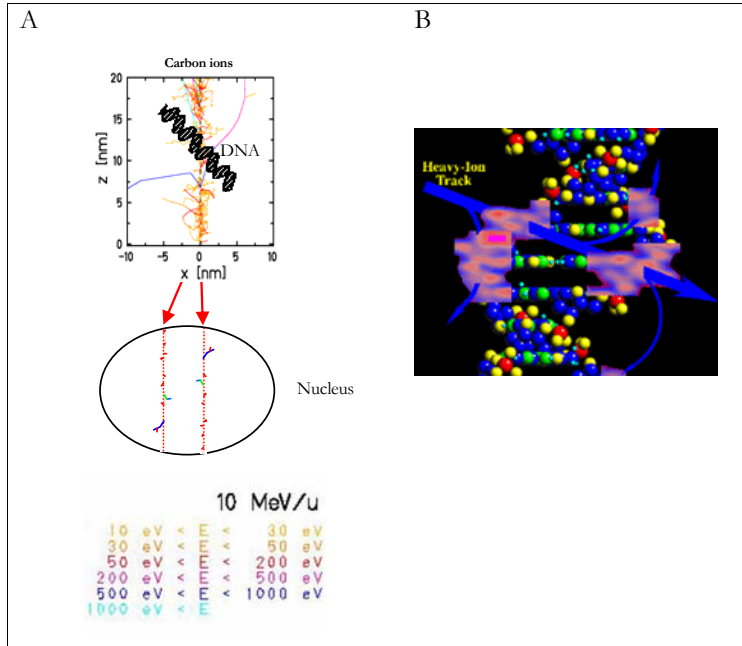 A
B
Carbon ions
20
15
10
5
0
z [nm]
DNA
-10
-5
0
5
10
x [nm]
Nucleus
Heavy-Ion
Track
10 MeV/u
10 eV < E < 30 eV
30 eV < E < 50 eV
50 eV < E < 200 eV
200 eV < E < 500 eV
500 eV < E < 1000 eV
1000 eV < E